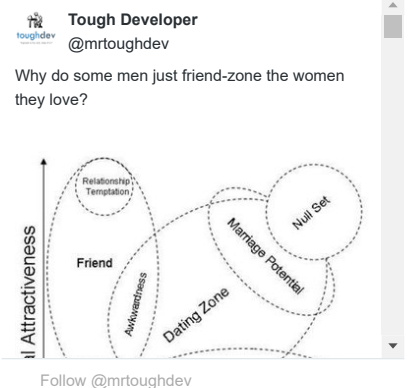 toughdev
Tough Developer
@mrtoughdev
Why do some men just friend-zone the women
they love?
Relationship
Temptation
Null Set
Marriage Potential
Friend
Awkwardness
Dating Zone
al Attractiveness
Follow @mrtoughdev